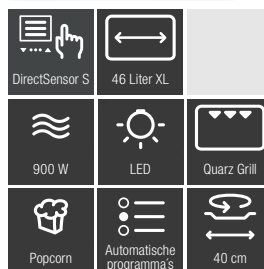 DirectSensor S
46 Liter XL
900 W
LED
Quarz Grill
Popcorn
Automatische
programma's
40 cm